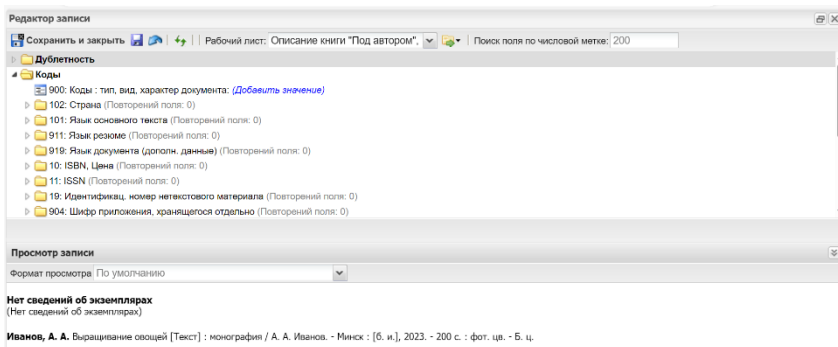 Редактор записи
Сохранить и закрыть Рабочий лист: Описание книги "Под автором", Поиск поля по числовой метке: 200
Дублетность
Коды
900: Коды : тип, вид, характер документа: (Добавить значение)
102: Страна (Повторений поля: 0)
101: Язык основного текста (Повторений поля: 0)
911: Язык резюме (Повторений поля: 0)
919: Язык документа (дополн. данные) (Повторений поля: 0)
10: ISBN, Цена (Повторений поля: 0)
11: ISSN (Повторений поля: 0)
19: Идентификац. номер нетекстового материала (Повторений поля: 0)
904: Шифр приложения, хранящегося отдельно (Повторений поля: 0)
Просмотр записи
Формат просмотра По умолчанию
Нет сведений об экземплярах
(Нет сведений об экземплярах)
Иванов, А. А. Выращивание овощей [Текст] : монография / А. А. Иванов. - Минск : [б. и.], 2023. - 200 с. : фот. цв. - Б. ц.